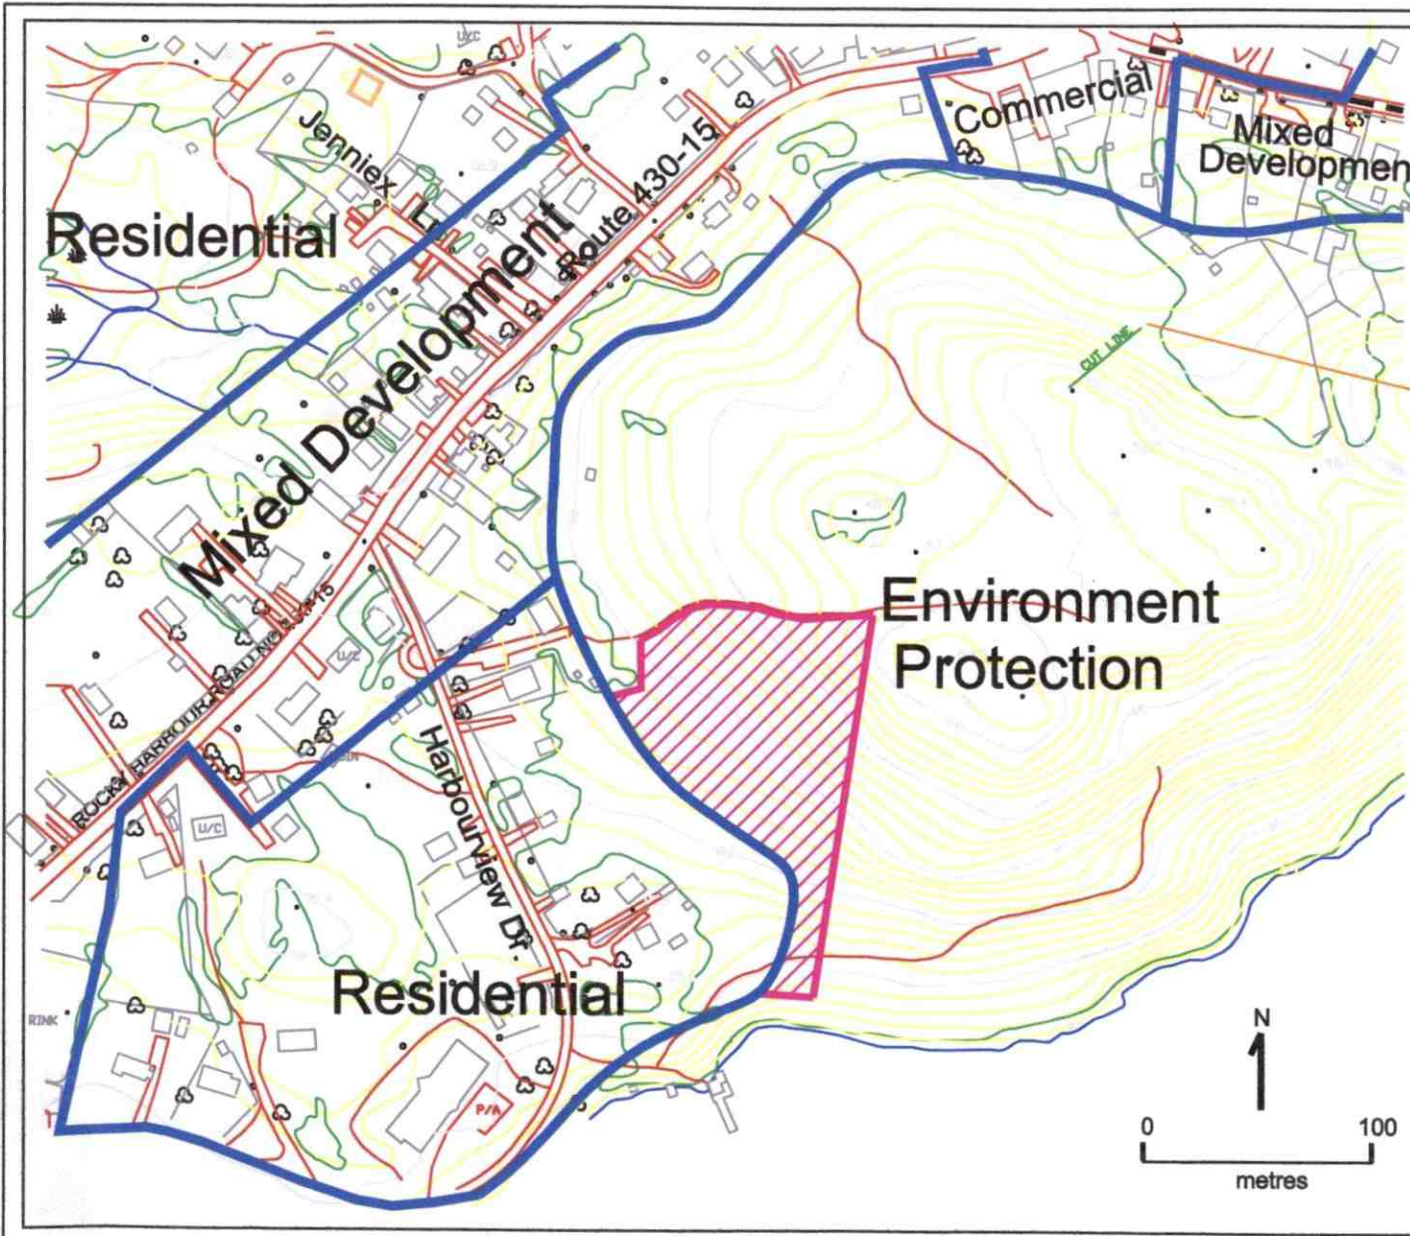 U/C
Commercial
Mixed
Developmen
Jenniex Ln
Route 430-15
Residential
Mixed Development
CUT LINE
Environment
Protection
U/C
ROCKY HARBOUR ROAD
Harbourview Dr
U/C
Residential
RINK
P/A
N
0 100
metres